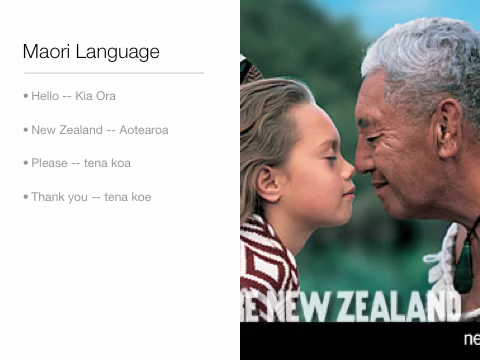 Maori Language
• Hello -- Kia Ora
• New Zealand -- Aotearoa
• Please -- tena koa
• Thank you -- tena koe
NEW ZEALAND